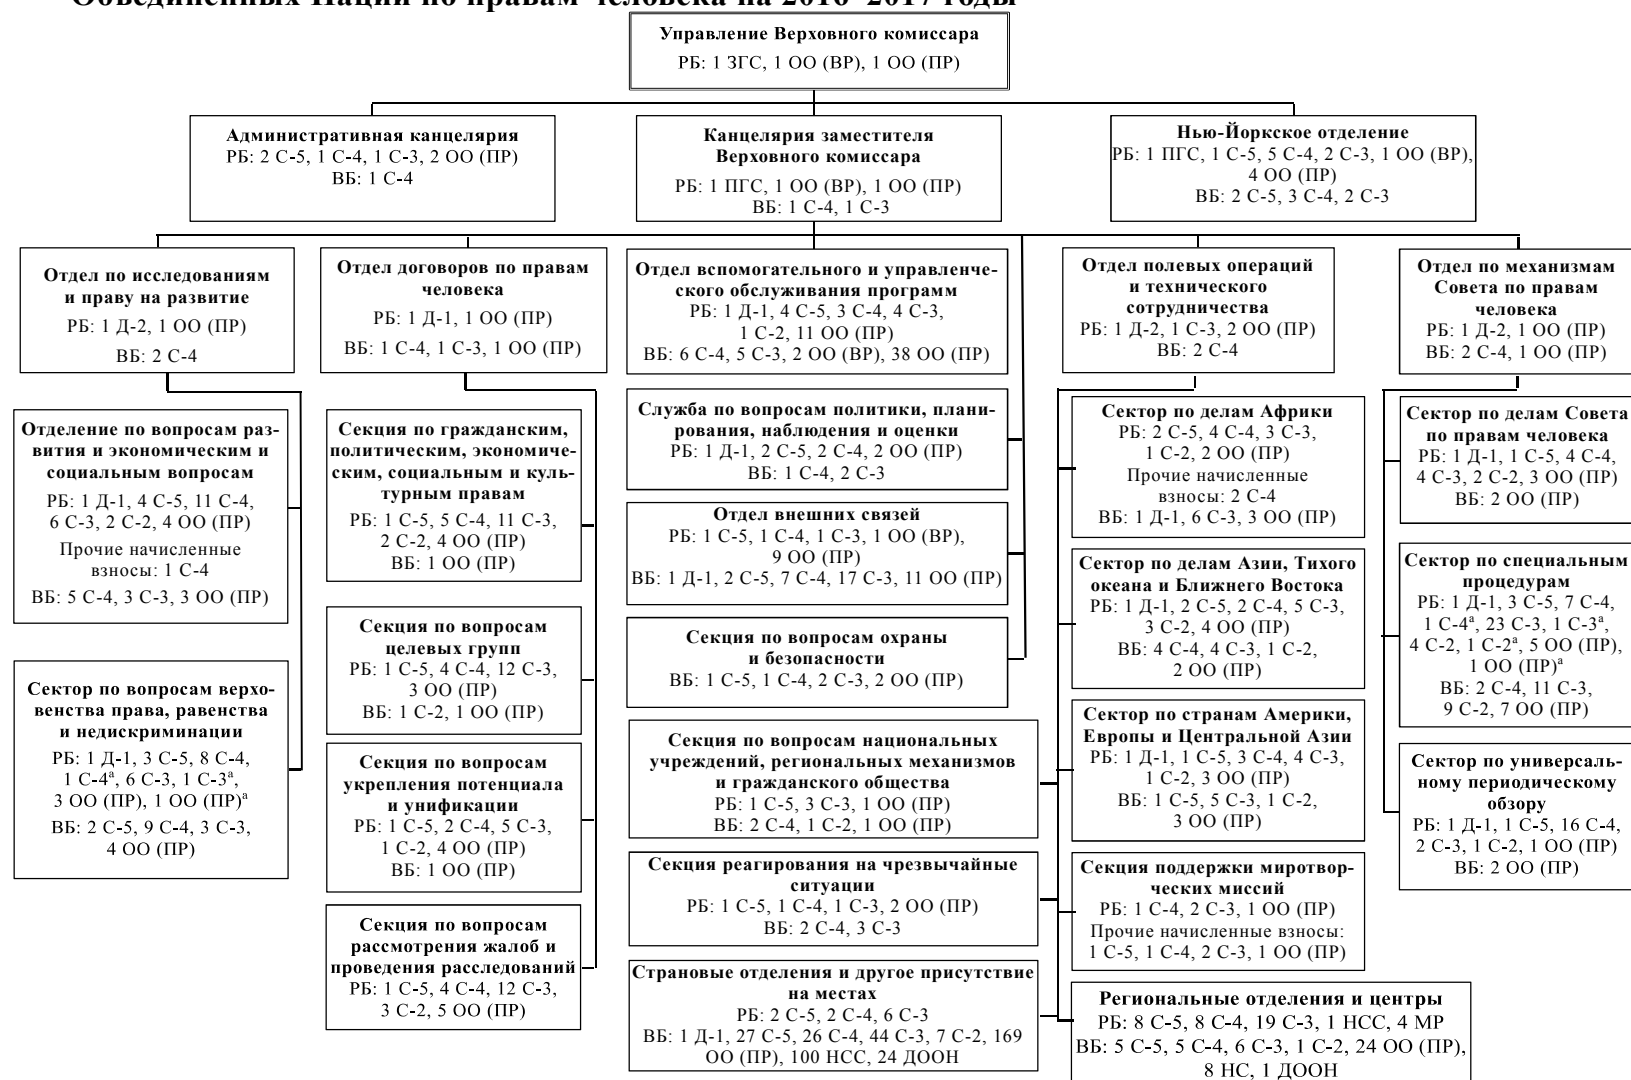 Объединенных Наций по правам человека на 2016–2017 годы
Управление Верховного комиссара
РБ: 1 ЗГС, 1 ОО (ВР), 1 ОО (ПР)
Административная канцелярия
РБ: 2 С-5, 1 С-4, 1 С-3, 2 ОО (ПР)
ВБ: 1 С-4
Канцелярия заместителя
Верховного комиссара
РБ: 1 ПГС, 1 ОО (ВР), 1 ОО (ПР)
ВБ: 1 С-4, 1 С-3
Нью-Йоркское отделение
РБ: 1 ПГС, 1 С-5, 5 С-4, 2 С-3, 1 ОО (ВР),
4 ОО (ПР)
ВБ: 2 С-5, 3 С-4, 2 С-3
Отдел по исследованиям
и праву на развитие
РБ: 1 Д-2, 1 ОО (ПР)
ВБ: 2 С-4
Отдел договоров по правам
человека
РБ: 1 Д-1, 1 ОО (ПР)
ВБ: 1 С-4, 1 С-3, 1 ОО (ПР)
Отдел вспомогательного и управленче-
ского обслуживания программ
РБ: 1 Д-1, 4 С-5, 3 С-4, 4 С-3,
1 С-2, 11 ОО (ПР)
ВБ: 6 С-4, 5 С-3, 2 ОО (ВР), 38 ОО (ПР)
Отдел полевых операций
и технического
сотрудничества
РБ: 1 Д-2, 1 С-3, 2 ОО (ПР)
ВБ: 2 С-4
Отдел по механизмам
Совета по правам
человека
РБ: 1 Д-2, 1 ОО (ПР)
ВБ: 2 С-4, 1 ОО (ПР)
Отделение по вопросам раз-
вития и экономическим и
социальным вопросам
РБ: 1 Д-1, 4 С-5, 11 С-4,
6 С-3, 2 С-2, 4 ОО (ПР)
Прочие начисленные
взносы: 1 С-4
ВБ: 5 С-4, 3 С-3, 3 ОО (ПР)
Сектор по вопросам верхо-
венства права, равенства
и недискриминации
РБ: 1 Д-1, 3 С-5, 8 С-4,
1 С-4ᵃ, 6 С-3, 1 С-3ᵃ,
3 ОО (ПР), 1 ОО (ПР)ᵃ
ВБ: 2 С-5, 9 С-4, 3 С-3,
4 ОО (ПР)
Секция по гражданским,
политическим, экономиче-
ским, социальным и куль-
турным правам
РБ: 1 С-5, 5 С-4, 11 С-3,
2 С-2, 4 ОО (ПР)
ВБ: 1 ОО (ПР)
Секция по вопросам
целевых групп
РБ: 1 С-5, 4 С-4, 12 С-3,
3 ОО (ПР)
ВБ: 1 С-2, 1 ОО (ПР)
Секция по вопросам
укрепления потенциала
и унификации
РБ: 1 С-5, 2 С-4, 5 С-3,
1 С-2, 4 ОО (ПР)
ВБ: 1 ОО (ПР)
Секция по вопросам
рассмотрения жалоб и
проведения расследований
РБ: 1 С-5, 4 С-4, 12 С-3,
3 С-2, 5 ОО (ПР)
Служба по вопросам политики, плани-
рования, наблюдения и оценки
РБ: 1 Д-1, 2 С-5, 2 С-4, 2 ОО (ПР)
ВБ: 1 С-4, 2 С-3
Отдел внешних связей
РБ: 1 С-5, 1 С-4, 1 С-3, 1 ОО (ВР),
9 ОО (ПР)
ВБ: 1 Д-1, 2 С-5, 7 С-4, 17 С-3, 11 ОО (ПР)
Секция по вопросам охраны
и безопасности
ВБ: 1 С-5, 1 С-4, 2 С-3, 2 ОО (ПР)
Секция по вопросам национальных
учреждений, региональных механизмов
и гражданского общества
РБ: 1 С-5, 3 С-3, 1 ОО (ПР)
ВБ: 2 С-4, 1 С-2, 1 ОО (ПР)
Секция реагирования на чрезвычайные
ситуации
РБ: 1 С-5, 1 С-4, 1 С-3, 2 ОО (ПР)
ВБ: 2 С-4, 3 С-3
Страновые отделения и другое присутствие
на местах
РБ: 2 С-5, 2 С-4, 6 С-3
ВБ: 1 Д-1, 27 С-5, 26 С-4, 44 С-3, 7 С-2, 169
ОО (ПР), 100 НСС, 24 ДООН
Сектор по делам Африки
РБ: 2 С-5, 4 С-4, 3 С-3,
1 С-2, 2 ОО (ПР)
Прочие начисленные
взносы: 2 С-4
ВБ: 1 Д-1, 6 С-3, 3 ОО (ПР)
Сектор по делам Азии, Тихого
океана и Ближнего Востока
РБ: 1 Д-1, 2 С-5, 2 С-4, 5 С-3,
3 С-2, 4 ОО (ПР)
ВБ: 4 С-4, 4 С-3, 1 С-2,
2 ОО (ПР)
Сектор по странам Америки,
Европы и Центральной Азии
РБ: 1 Д-1, 1 С-5, 3 С-4, 4 С-3,
1 С-2, 3 ОО (ПР)
ВБ: 1 С-5, 5 С-3, 1 С-2,
3 ОО (ПР)
Секция поддержки миротвор-
ческих миссий
РБ: 1 С-4, 2 С-3, 1 ОО (ПР)
Прочие начисленные взносы:
1 С-5, 1 С-4, 2 С-3, 1 ОО (ПР)
Региональные отделения и центры
РБ: 8 С-5, 8 С-4, 19 С-3, 1 НСС, 4 МР
ВБ: 5 С-5, 5 С-4, 6 С-3, 1 С-2, 24 ОО (ПР),
8 НС, 1 ДООН
Сектор по делам Совета
по правам человека
РБ: 1 Д-1, 1 С-5, 4 С-4,
4 С-3, 2 С-2, 3 ОО (ПР)
ВБ: 2 ОО (ПР)
Сектор по специальным
процедурам
РБ: 1 Д-1, 3 С-5, 7 С-4,
1 С-4ᵃ, 23 С-3, 1 С-3ᵃ,
4 С-2, 1 С-2ᵃ, 5 ОО (ПР),
1 ОО (ПР)ᵃ
ВБ: 2 С-4, 11 С-3,
9 С-2, 7 ОО (ПР)
Сектор по универсаль-
ному периодическому
обзору
РБ: 1 Д-1, 1 С-5, 16 С-4,
2 С-3, 1 С-2, 1 ОО (ПР)
ВБ: 2 ОО (ПР)